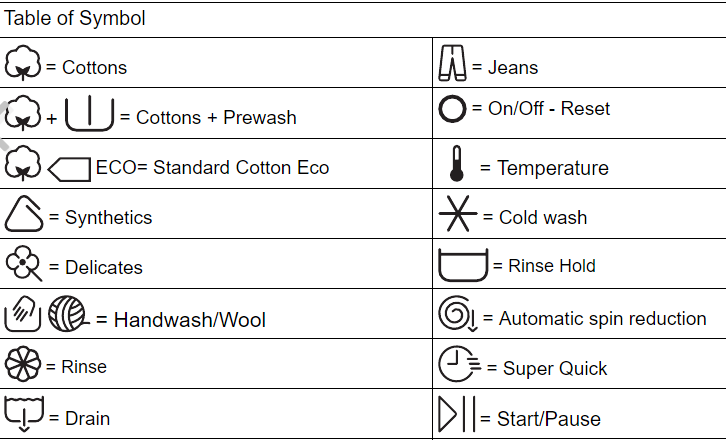 Table of Symbol
= Cottons
= Jeans
+ = Cottons + Prewash
= On/Off - Reset
ECO= Standard Cotton Eco
= Temperature
= Synthetics
= Cold wash
= Delicates
= Rinse Hold
= Handwash/Wool
= Automatic spin reduction
= Rinse
= Super Quick
= Drain
= Start/Pause